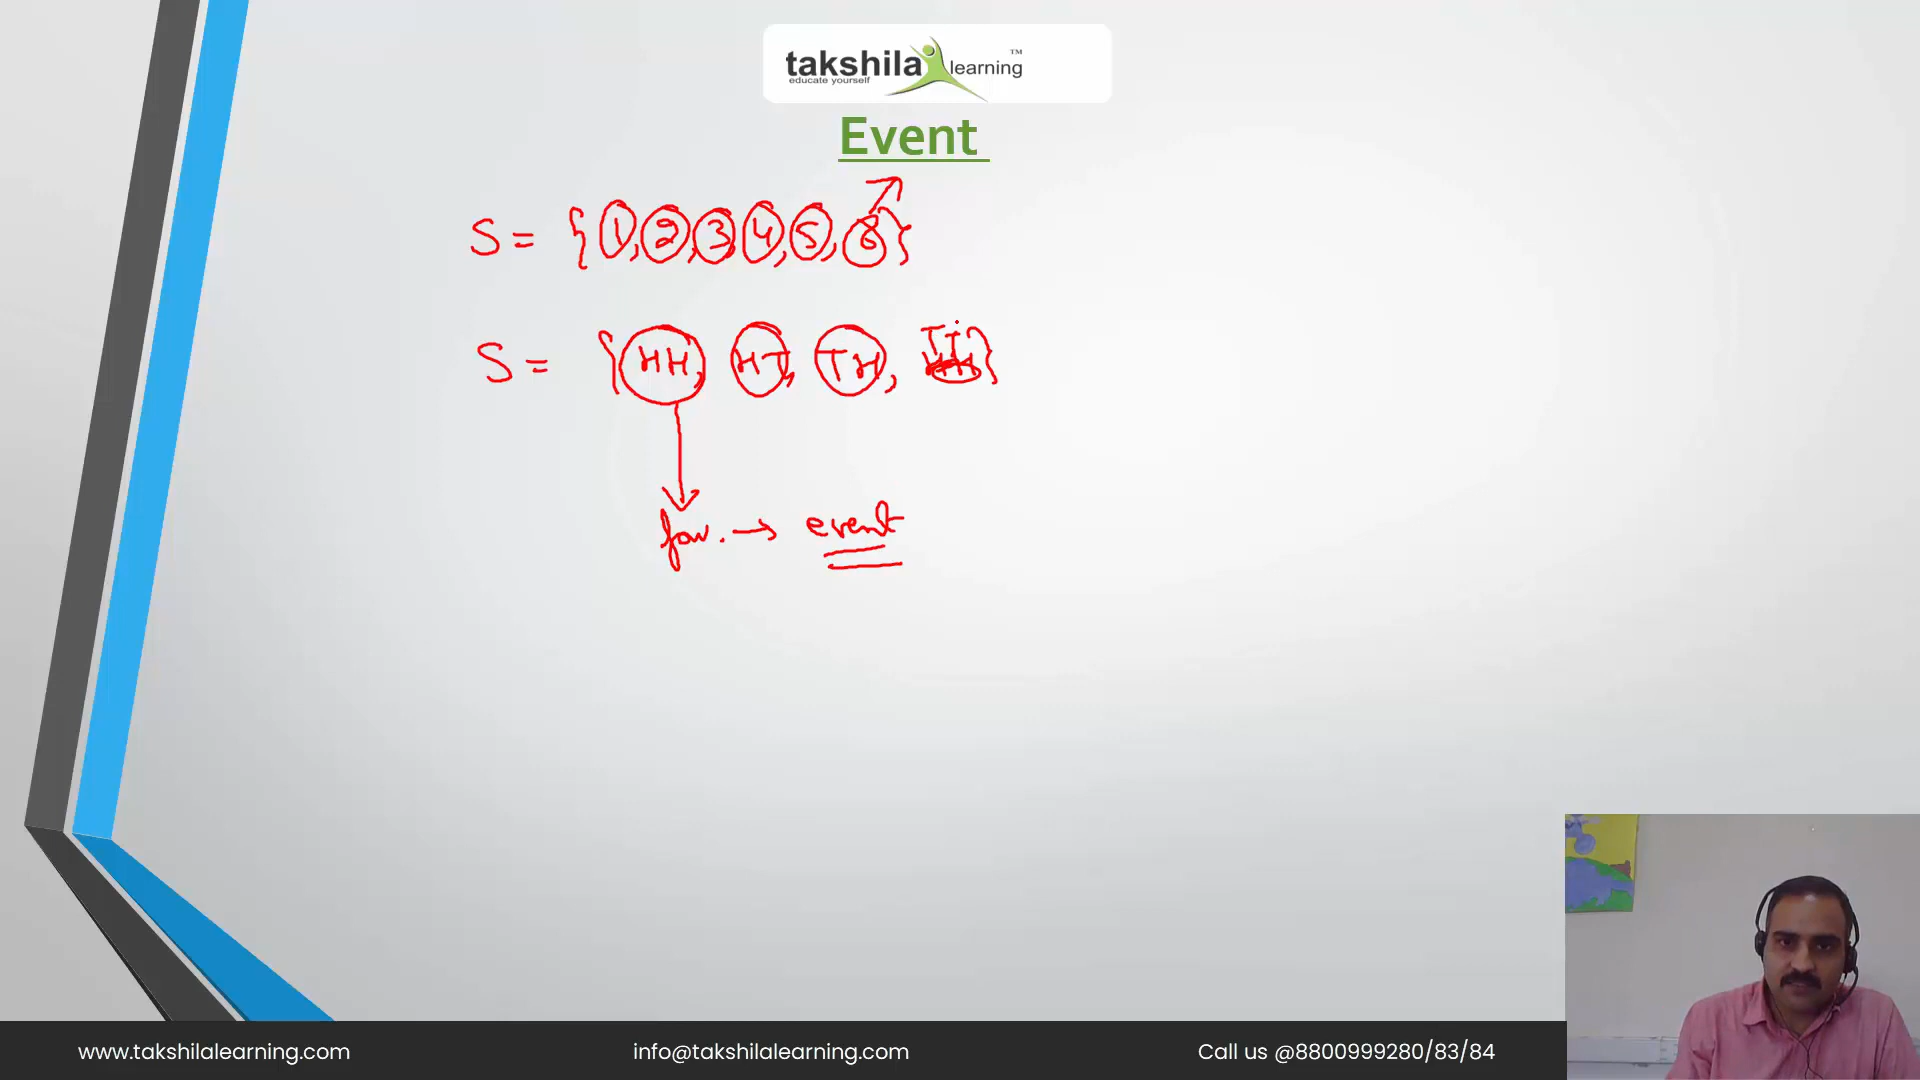 takshila learning™
educate yourself
Event
S = {1, 2, 3, 4, 5, 6}
S = {HH, HT, TH, TT}
fav. → event
www.takshilalearning.com
info@takshilalearning.com
Call us @8800999280/83/84